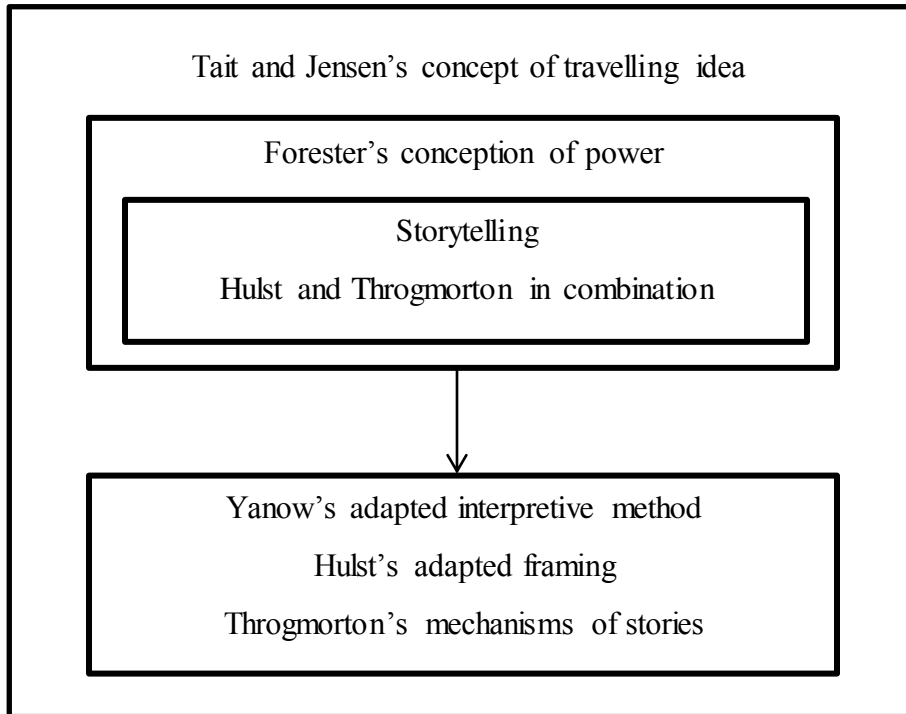 Tait and Jensen’s concept of travelling idea
Forester’s conception of power
Storytelling
Hulst and Throgmorton in combination
Yanow’s adapted interpretive method
Hulst’s adapted framing
Throgmorton’s mechanisms of stories